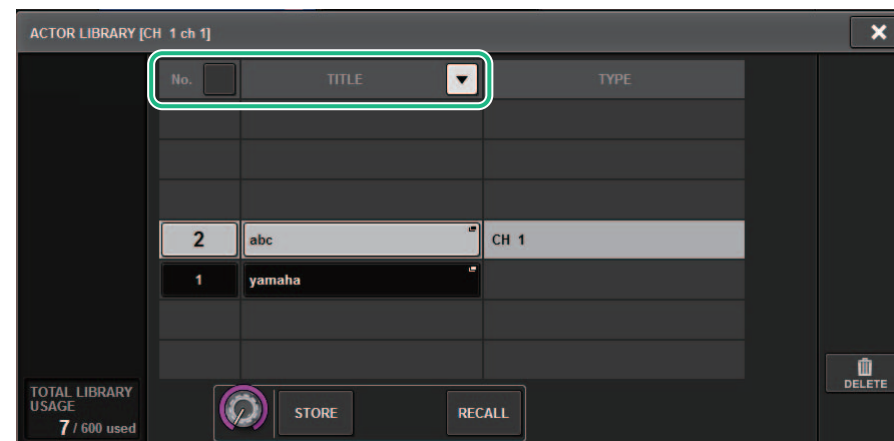 ACTOR LIBRARY [CH 1 ch 1]
No. TITLE TYPE
2 abc CH 1
1 yamaha
TOTAL LIBRARY
USAGE
7 / 600 used
STORE RECALL
DELETE